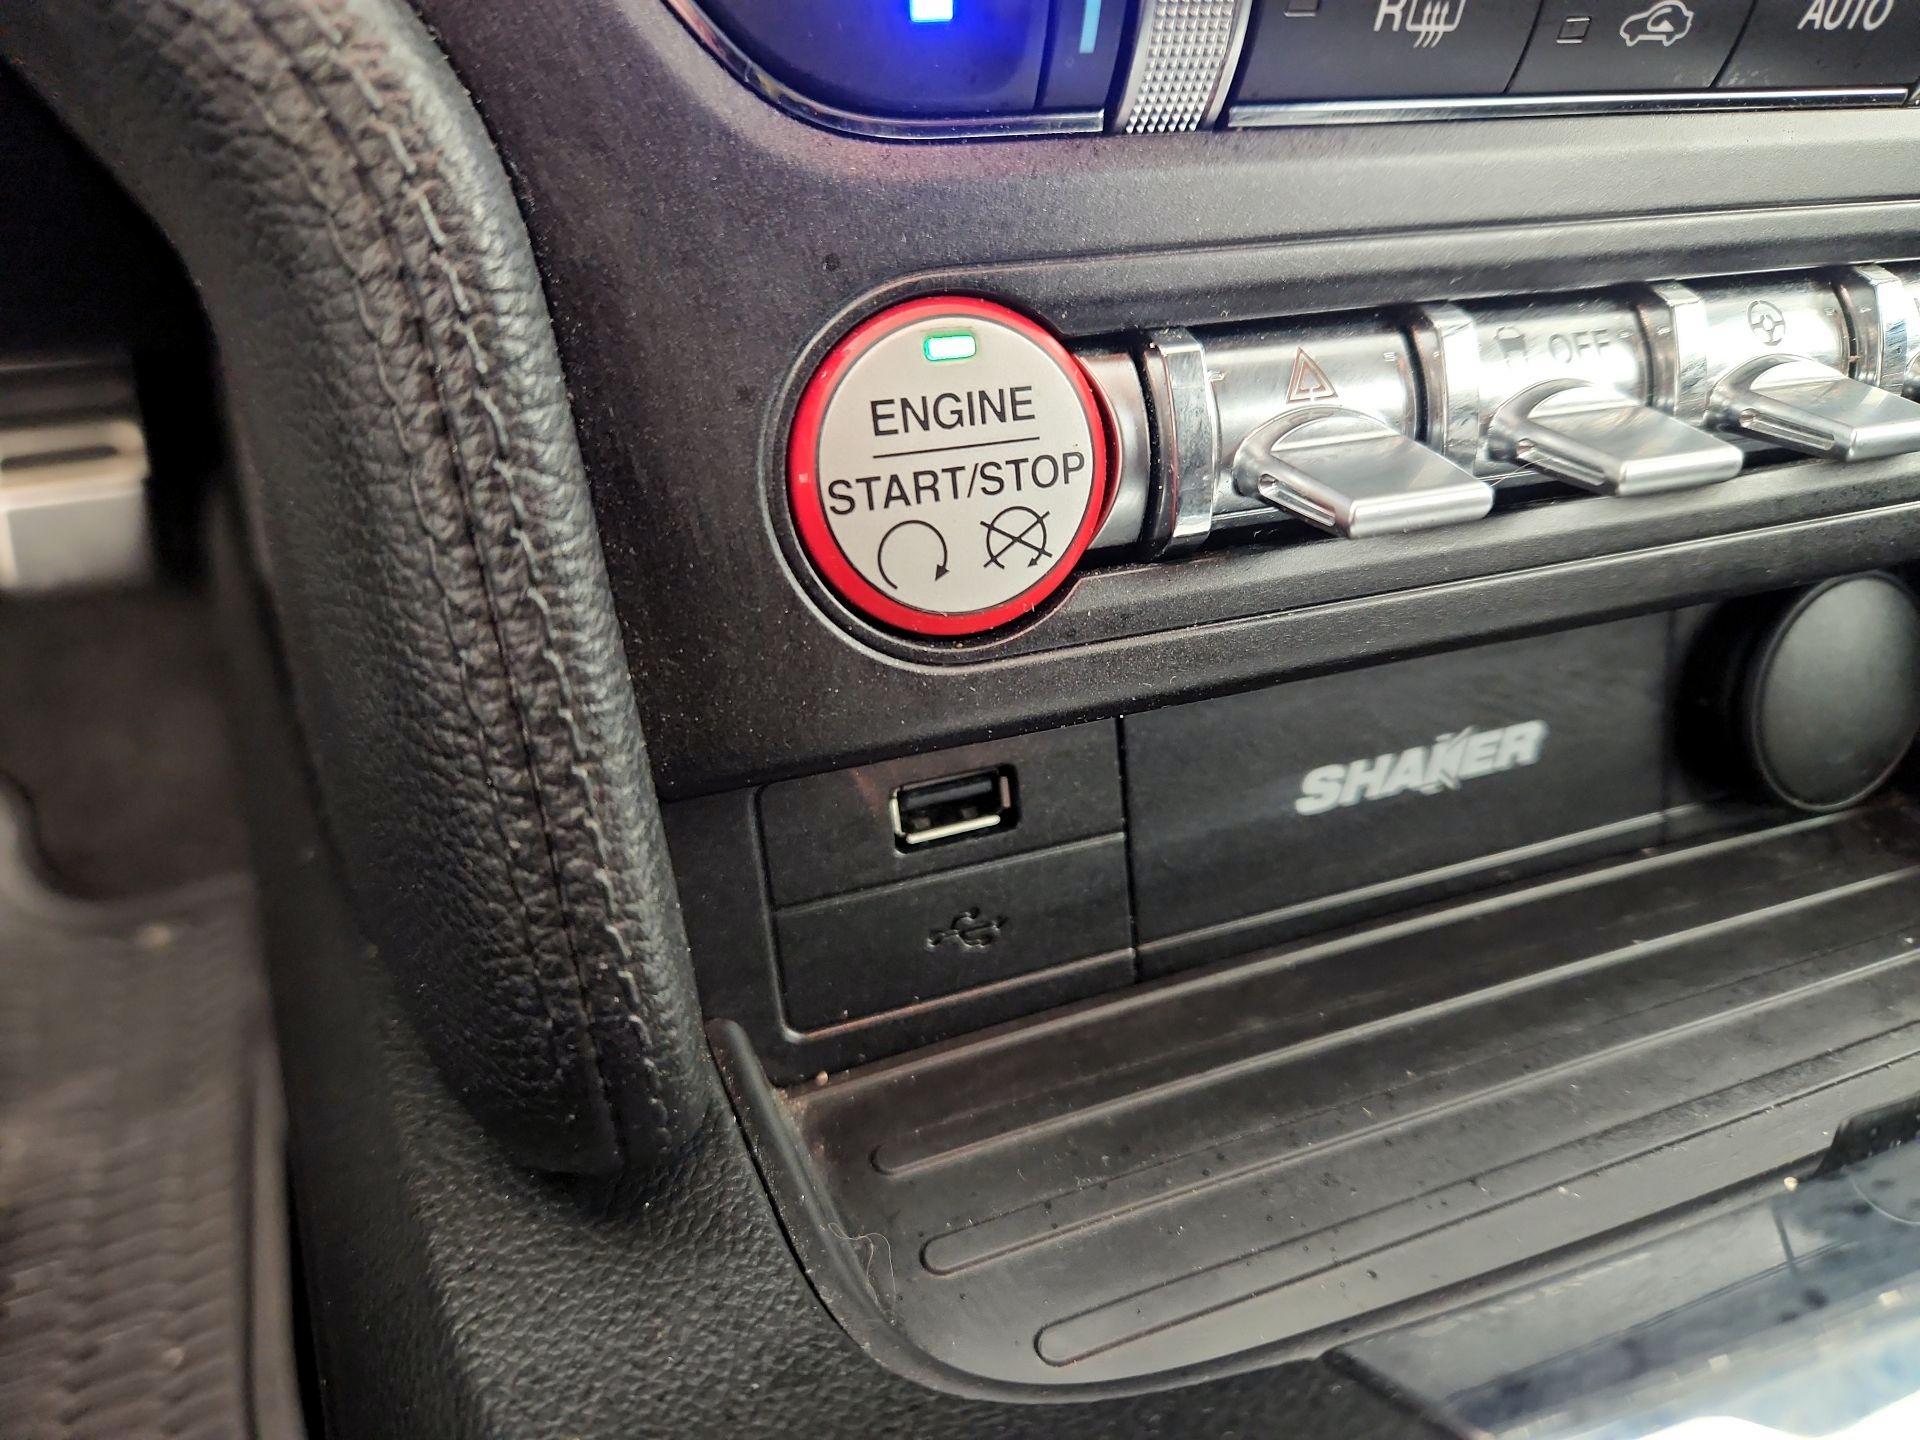 R
AUTO
ENGINE
START/STOP
OFF
SHAKER